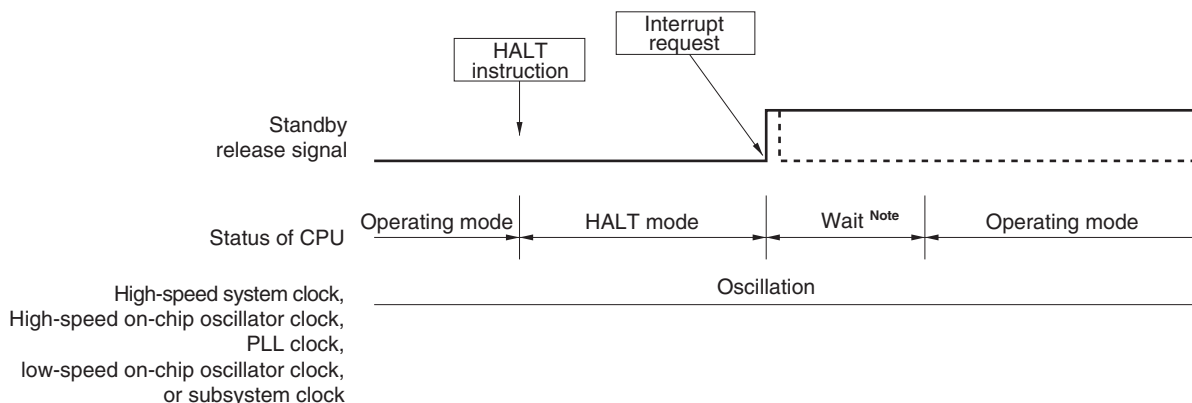 Interrupt
request
HALT
instruction
Standby
release signal
Status of CPU
Operating mode
HALT mode
Wait Note
Operating mode
High-speed system clock,
High-speed on-chip oscillator clock,
PLL clock,
low-speed on-chip oscillator clock,
or subsystem clock
Oscillation